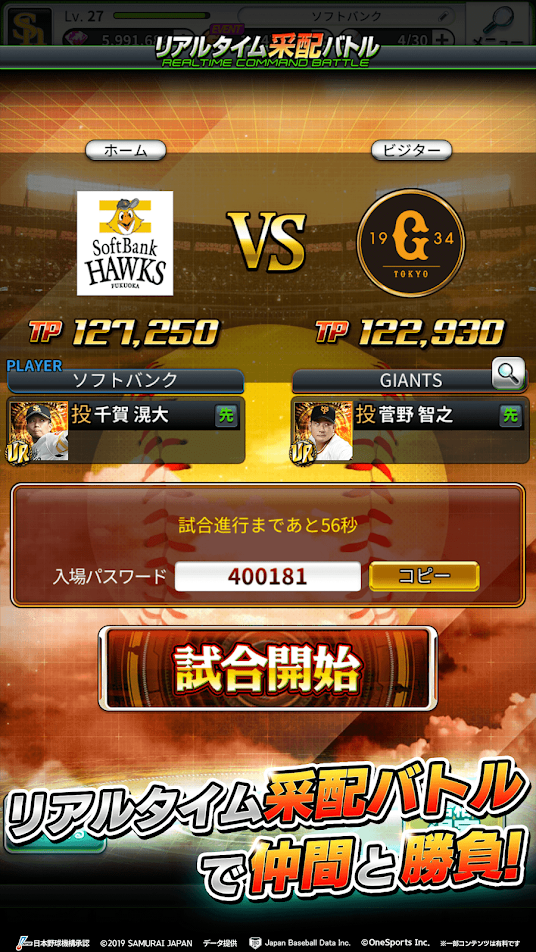 Lv. 27
ソフトバンク
4/30
メニュー
リアルタイム采配バトル
REALTIME COMMAND BATTLE
ホーム
ビジター
SoftBank
HAWKS
FUKUOKA
VS
19 G 34
TOKYO
TP 127,250
TP 122,930
PLAYER
ソフトバンク
GIANTS
投 千賀 滉大 先
UR
投 菅野 智之 先
UR
試合進行まであと56秒
入場パスワード 400181 コピー
試合開始
リアルタイム采配バトル
で仲間と勝負!
日本野球機構承認 ©2019 SAMURAI JAPAN データ提供 Japan Baseball Data Inc. ©OneSports Inc. ※一部コンテンツは有料です